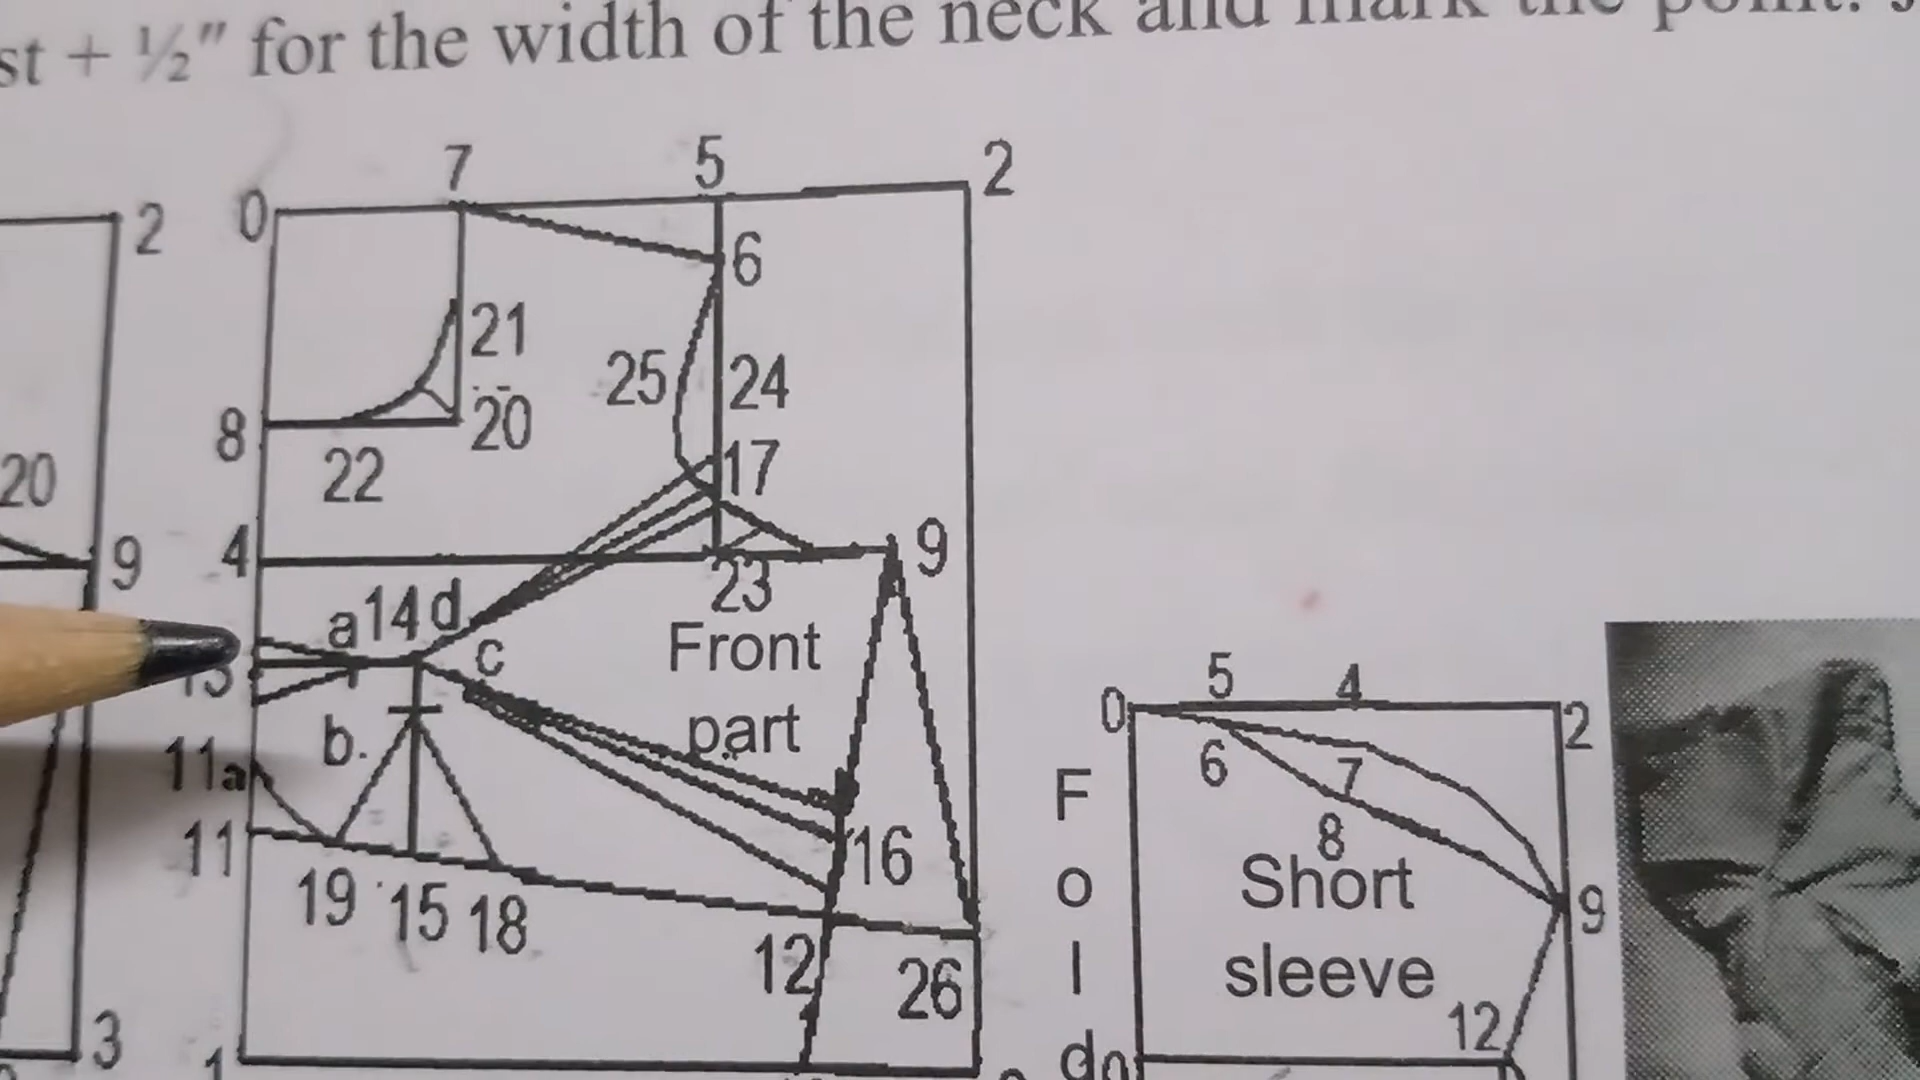 st + ½" for the width of the neck and mark the point.
7 5 2
2 0
6
21
25 24
20
8
22
17
20
4 9
9
23
a 14 d
Front
c
13
part
b.
5 4
0 2
11a
6 7
F
11 16
8
Short
o
19 15 18
9
sleeve
l
12 26
12
3 1
d 0